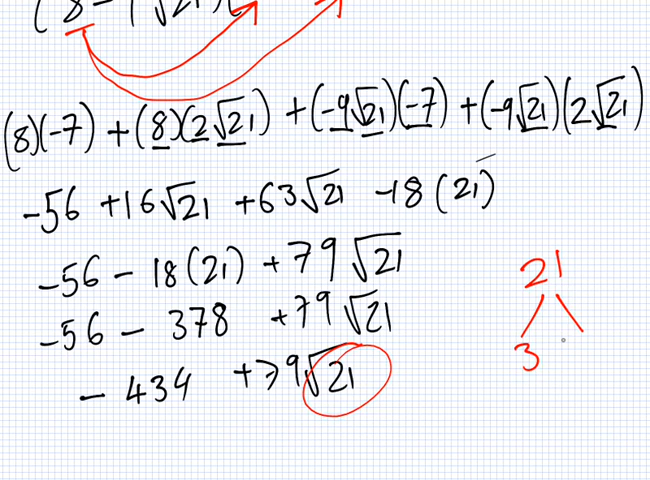 (8)(-7) + (8)(2√21) + (-9√21)(-7) + (-9√21)(2√21)
-56 +16√21 +63√21 -18(21)
-56 - 18(21) +79√21
-56 - 378 +79√21
- 434 +79√21
21
3